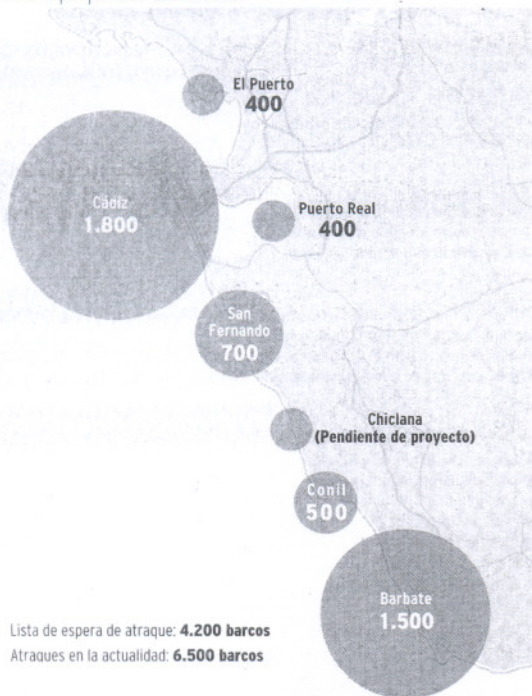 El Puerto
400
Cádiz
1.800
Puerto Real
400
San
Fernando
700
Chiclana
(Pendiente de proyecto)
Conil
500
Barbate
1.500
Lista de espera de atraque: 4.200 barcos
Atraques en la actualidad: 6.500 barcos